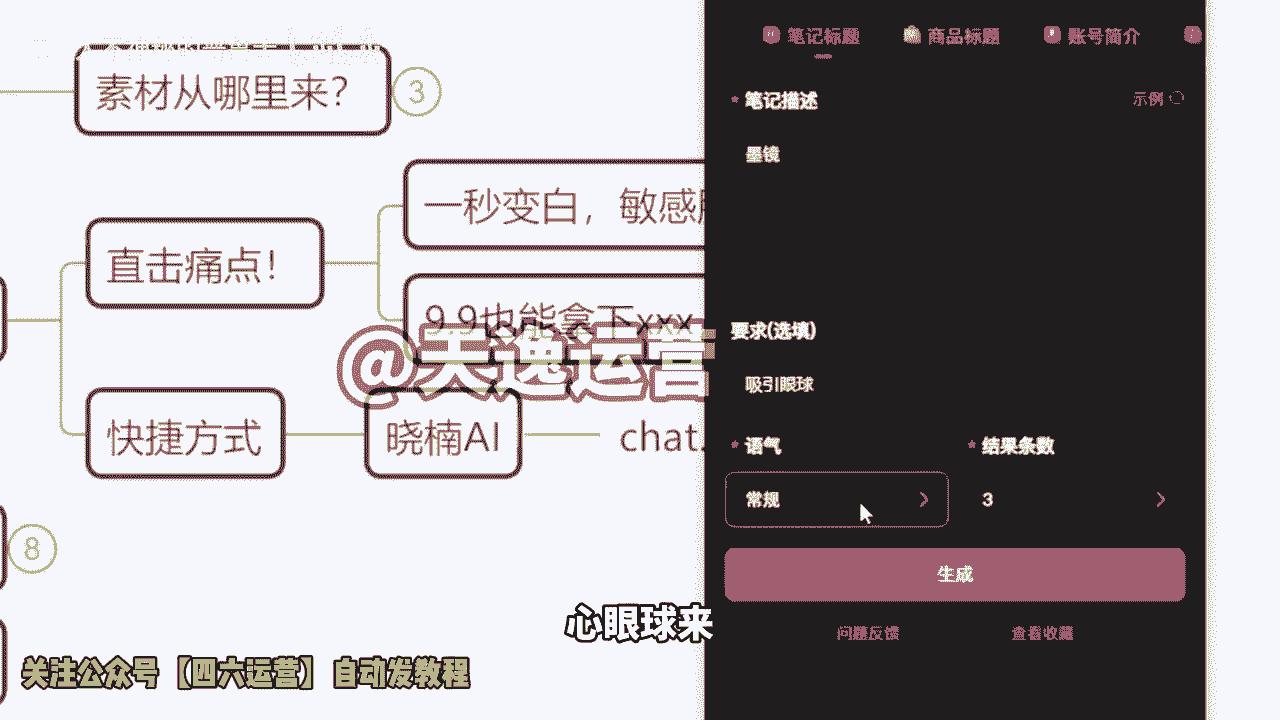 笔记标题
商品标题
账号简介
素材从哪里来？
3
* 笔记描述
示例
墨镜
一秒变白，敏感
直击痛点！
9.9也能拿下xxx
要求(选填)
@天逸运营
吸引眼球
快捷方式
晓楠AI
chat.
* 语气
* 结果条数
常规
3
8
生成
心眼球来
问题反馈
查看收藏
关注公众号【四六运营】自动发教程